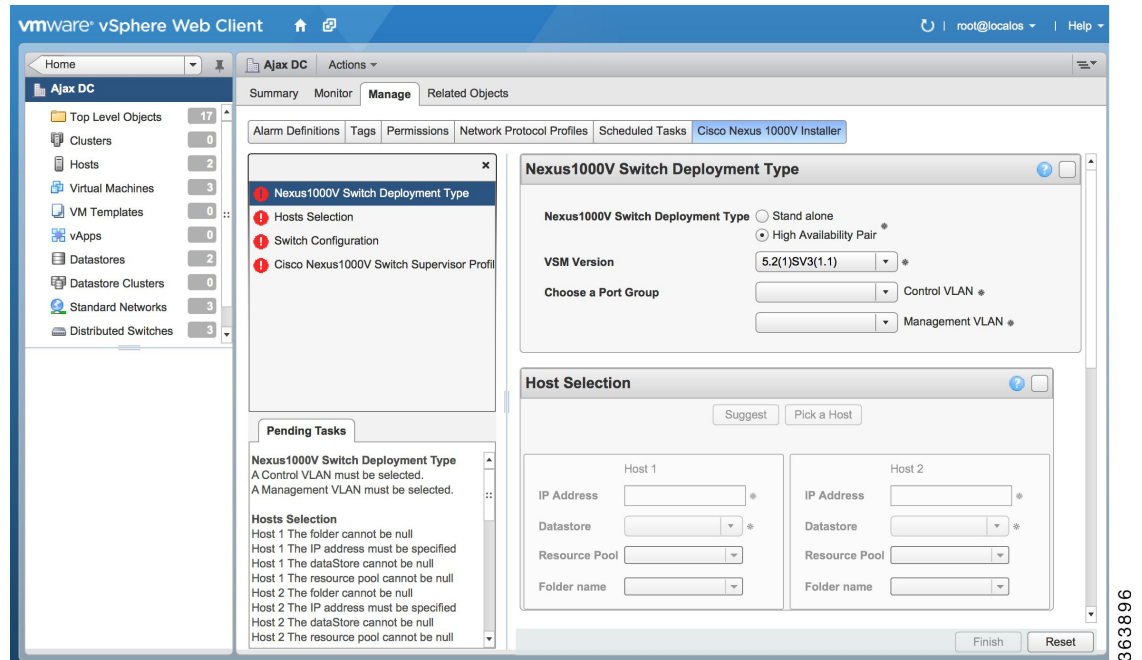 vmware® vSphere Web Client
root@localos
Help
Home
Ajax DC
Top Level Objects 17
Clusters 0
Hosts 2
Virtual Machines 3
VM Templates 0
vApps 0
Datastores 2
Datastore Clusters 0
Standard Networks 3
Distributed Switches 3
Ajax DC Actions
Summary Monitor Manage Related Objects
Alarm Definitions Tags Permissions Network Protocol Profiles Scheduled Tasks Cisco Nexus 1000V Installer
Nexus1000V Switch Deployment Type
Hosts Selection
Switch Configuration
Cisco Nexus1000V Switch Supervisor Profil
Pending Tasks
Nexus1000V Switch Deployment Type
A Control VLAN must be selected.
A Management VLAN must be selected.
Hosts Selection
Host 1 The folder cannot be null
Host 1 The IP address must be specified
Host 1 The dataStore cannot be null
Host 1 The resource pool cannot be null
Host 2 The folder cannot be null
Host 2 The IP address must be specified
Host 2 The dataStore cannot be null
Host 2 The resource pool cannot be null
Nexus1000V Switch Deployment Type
Nexus1000V Switch Deployment Type Stand alone
High Availability Pair
VSM Version 5.2(1)SV3(1.1)
Choose a Port Group Control VLAN
Management VLAN
Host Selection
Suggest Pick a Host
Host 1
IP Address
Datastore
Resource Pool
Folder name
Host 2
IP Address
Datastore
Resource Pool
Folder name
Finish Reset
363896